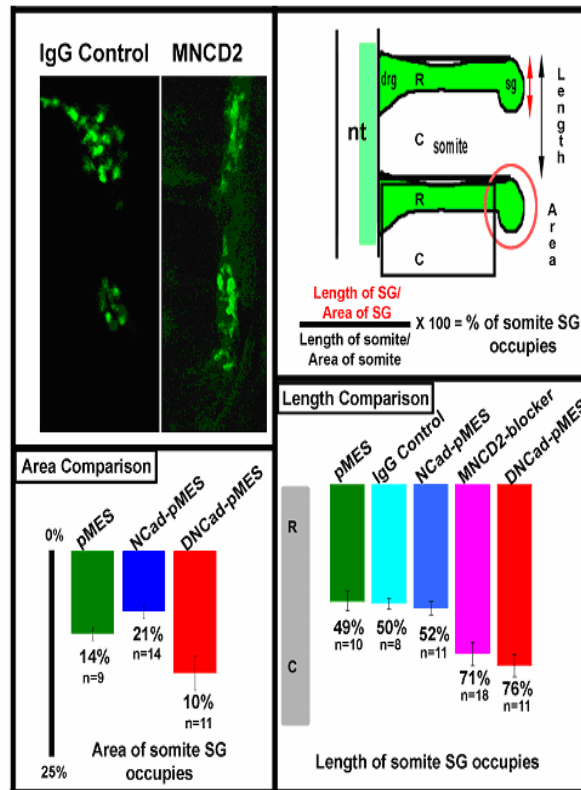 IgG Control MNCD2
drg R sg
nt
C somite
R
C
Length
Area
Length of SG/
Area of SG
Length of somite/
Area of somite
X 100 = % of somite SG
occupies
Area Comparison
pMES NCad-pMES DNCad-pMES
0%
14%
n=9
21%
n=14
10%
n=11
25%
Area of somite SG
occupies
Length Comparison
pMES IgG Control NCad-pMES MNCD2-blocker DNCad-pMES
R
C
49%
n=10
50%
n=8
52%
n=11
71%
n=18
76%
n=11
Length of somite SG occupies